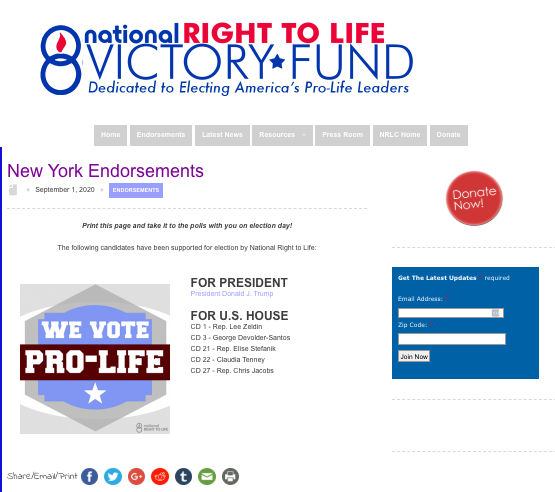 national RIGHT TO LIFE
VICTORY FUND
Dedicated to Electing America's Pro-Life Leaders
Home Endorsements Latest News Resources Press Room NRLC Home Donate
New York Endorsements
September 1, 2020 ENDORSEMENTS
Print this page and take it to the polls with you on election day!
The following candidates have been supported for election by National Right to Life:
WE VOTE
PRO-LIFE
national
RIGHT TO LIFE
FOR PRESIDENT
President Donald J. Trump
FOR U.S. HOUSE
CD 1 - Rep. Lee Zeldin
CD 3 - George Devolder-Santos
CD 21 - Rep. Elise Stefanik
CD 22 - Claudia Tenney
CD 27 - Rep. Chris Jacobs
Share/Email/Print
Donate
Now!
Get The Latest Updates * required
Email Address: *
Zip Code:
Join Now